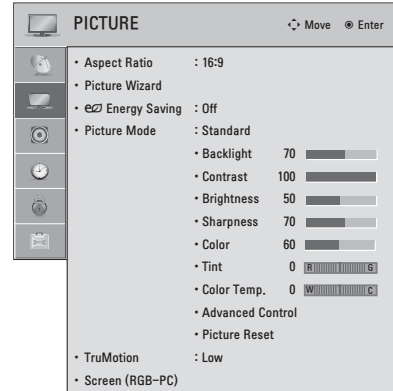 PICTURE Move Enter
• Aspect Ratio : 16:9
• Picture Wizard
• Energy Saving : Off
• Picture Mode : Standard
• Backlight 70
• Contrast 100
• Brightness 50
• Sharpness 70
• Color 60
• Tint 0 R G
• Color Temp. 0 W C
• Advanced Control
• Picture Reset
• TruMotion : Low
• Screen (RGB-PC)